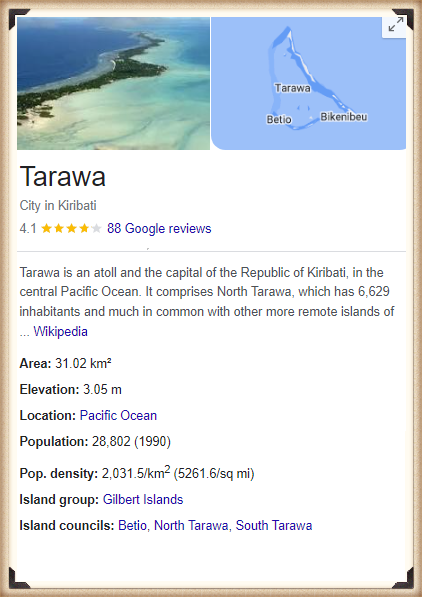 Tarawa
Betio
Bikenibeu
Tarawa
City in Kiribati
4.1 ★★★★★ 88 Google reviews
Tarawa is an atoll and the capital of the Republic of Kiribati, in the
central Pacific Ocean. It comprises North Tarawa, which has 6,629
inhabitants and much in common with other more remote islands of
... Wikipedia
Area: 31.02 km²
Elevation: 3.05 m
Location: Pacific Ocean
Population: 28,802 (1990)
Pop. density: 2,031.5/km² (5261.6/sq mi)
Island group: Gilbert Islands
Island councils: Betio, North Tarawa, South Tarawa